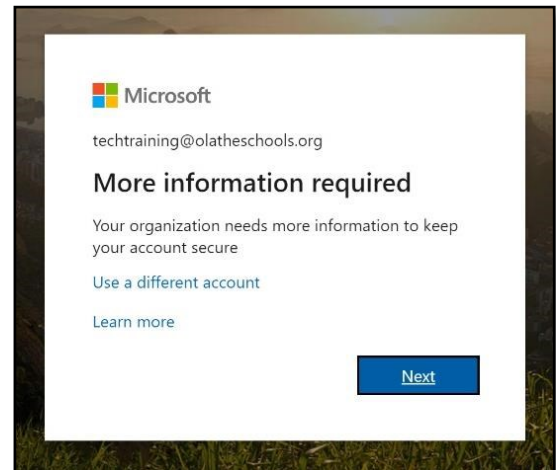 Microsoft
techtraining@olatheschools.org
More information required
Your organization needs more information to keep
your account secure
Use a different account
Learn more
Next